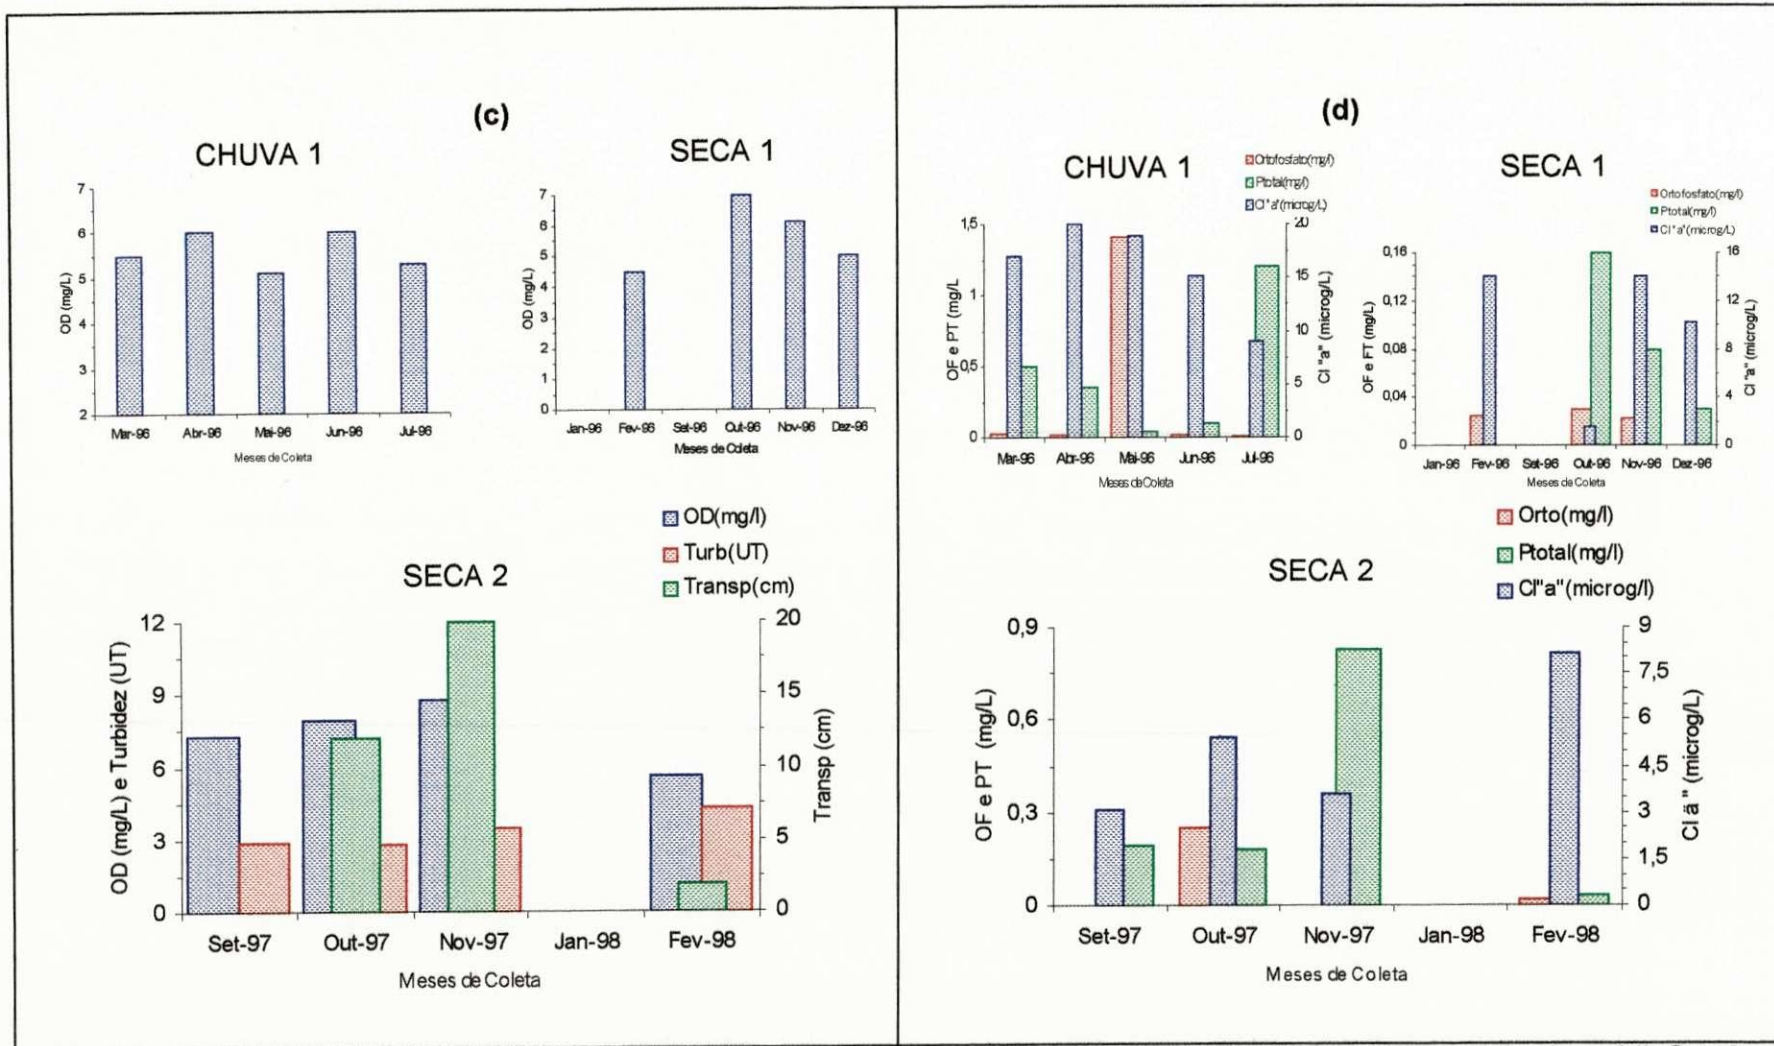 (c)
CHUVA 1
OD (mg/L)
7
6
5
4
3
2
Mar-96 Abr-96 Mai-96 Jun-96 Jul-96
Meses de Coleta
SECA 1
OD (mg/L)
7
6
5
4
3
2
1
0
Jan-96 Fev-96 Set-96 Out-96 Nov-96 Dez-96
Meses de Coleta
SECA 2
OD(mg/l)
Turb(UT)
Transp(cm)
OD (mg/L) e Turbidez (UT)
12
9
6
3
0
20
15
10
5
0
Transp (cm)
Set-97 Out-97 Nov-97 Jan-98 Fev-98
Meses de Coleta
(d)
CHUVA 1
Ortofosfato(mg/l)
Ptotal(mg/l)
Cl "a"(microg/L)
OF e PT (mg/L
1,5
1
0,5
0
20
15
10
5
0
Cl "a" (microg/L)
Mar-96 Abr-96 Mai-96 Jun-96 Jul-96
Meses de Coleta
SECA 1
Ortofosfato(mg/l)
Ptotal(mg/l)
Cl "a"(microg/L)
OF e FT (mg/L)
0,16
0,12
0,08
0,04
0
16
12
8
4
0
Cl "a" (microg/L)
Jan-96 Fev-96 Set-96 Out-96 Nov-96 Dez-96
Meses de Coleta
SECA 2
Orto(mg/l)
Ptotal(mg/l)
Cl"a"(microg/l)
OF e PT (mg/L)
0,9
0,6
0,3
0
9
7,5
6
4,5
3
1,5
0
Cl ä " (microg/L)
Set-97 Out-97 Nov-97 Jan-98 Fev-98
Meses de Coleta